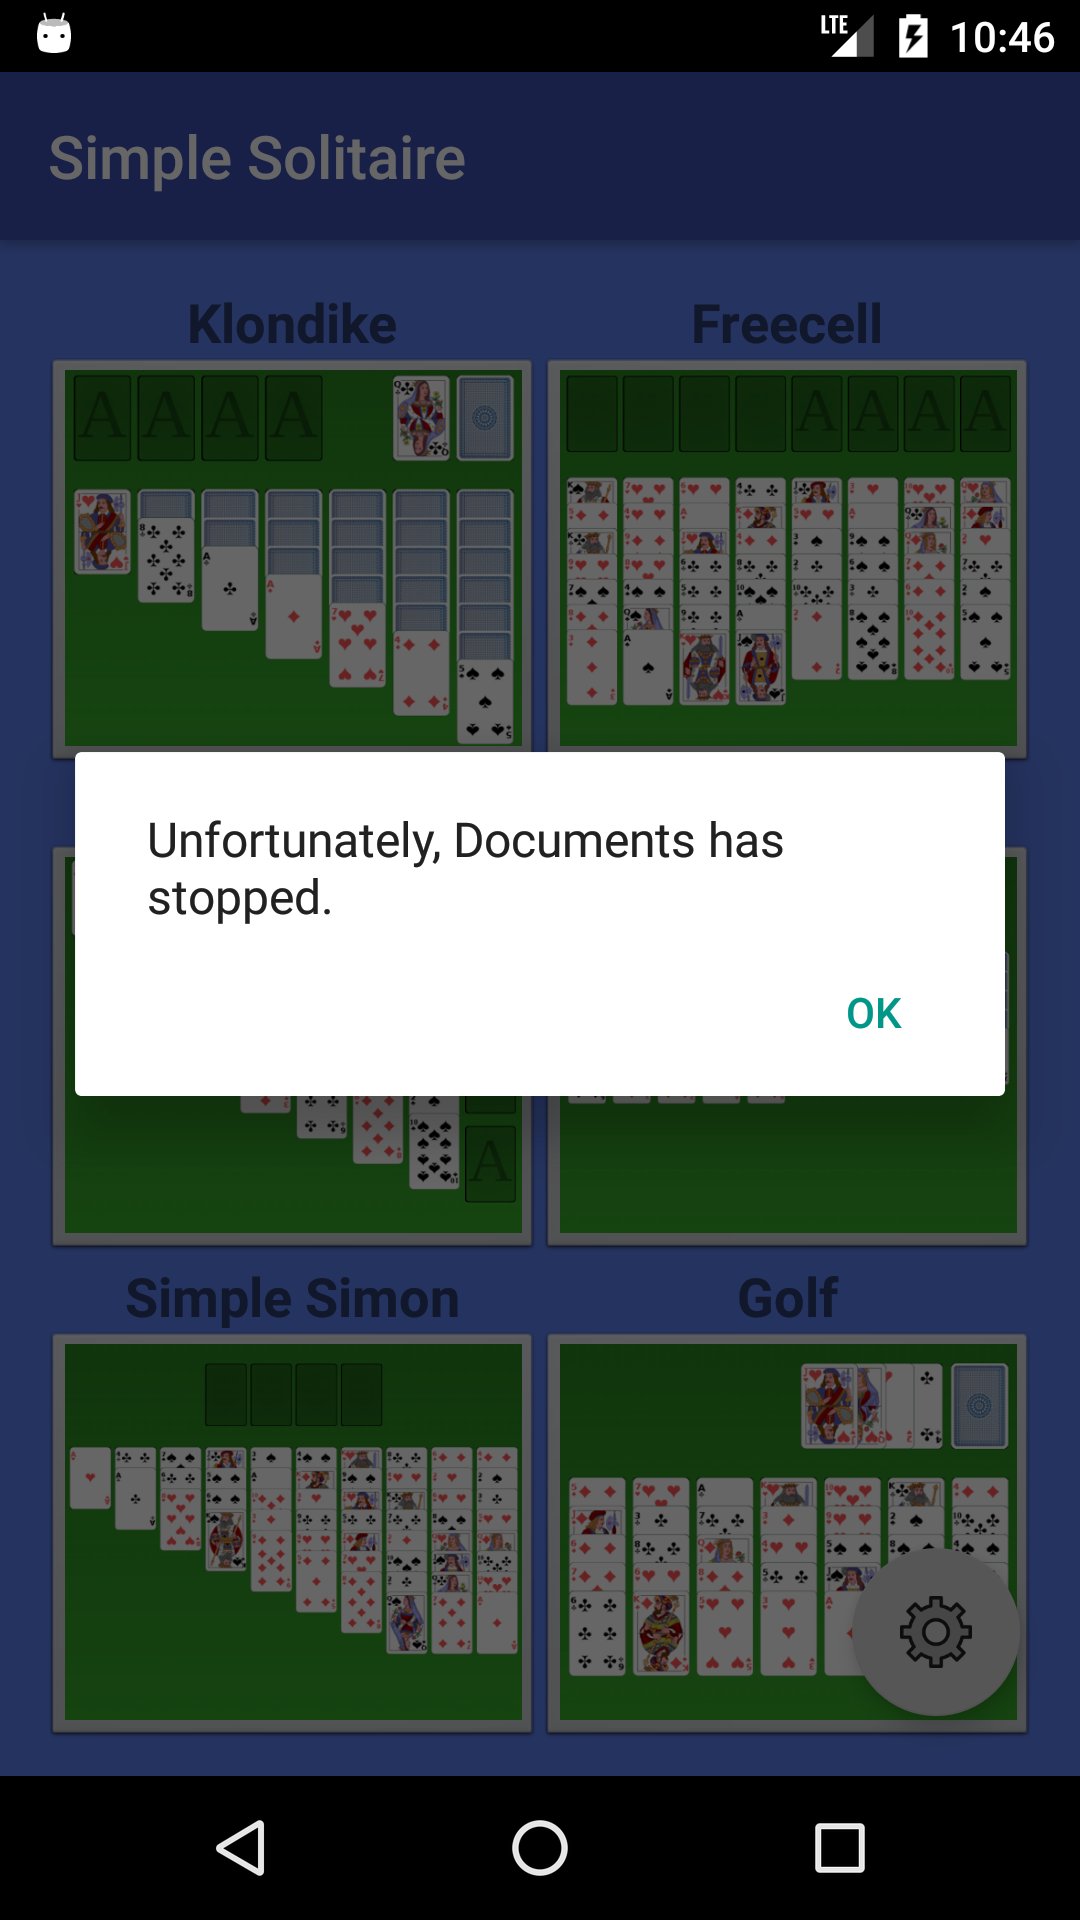 LTE 10:46
Simple Solitaire
Klondike Freecell
A A A A A A A A
Unfortunately, Documents has
stopped.
OK
A
Simple Simon Golf